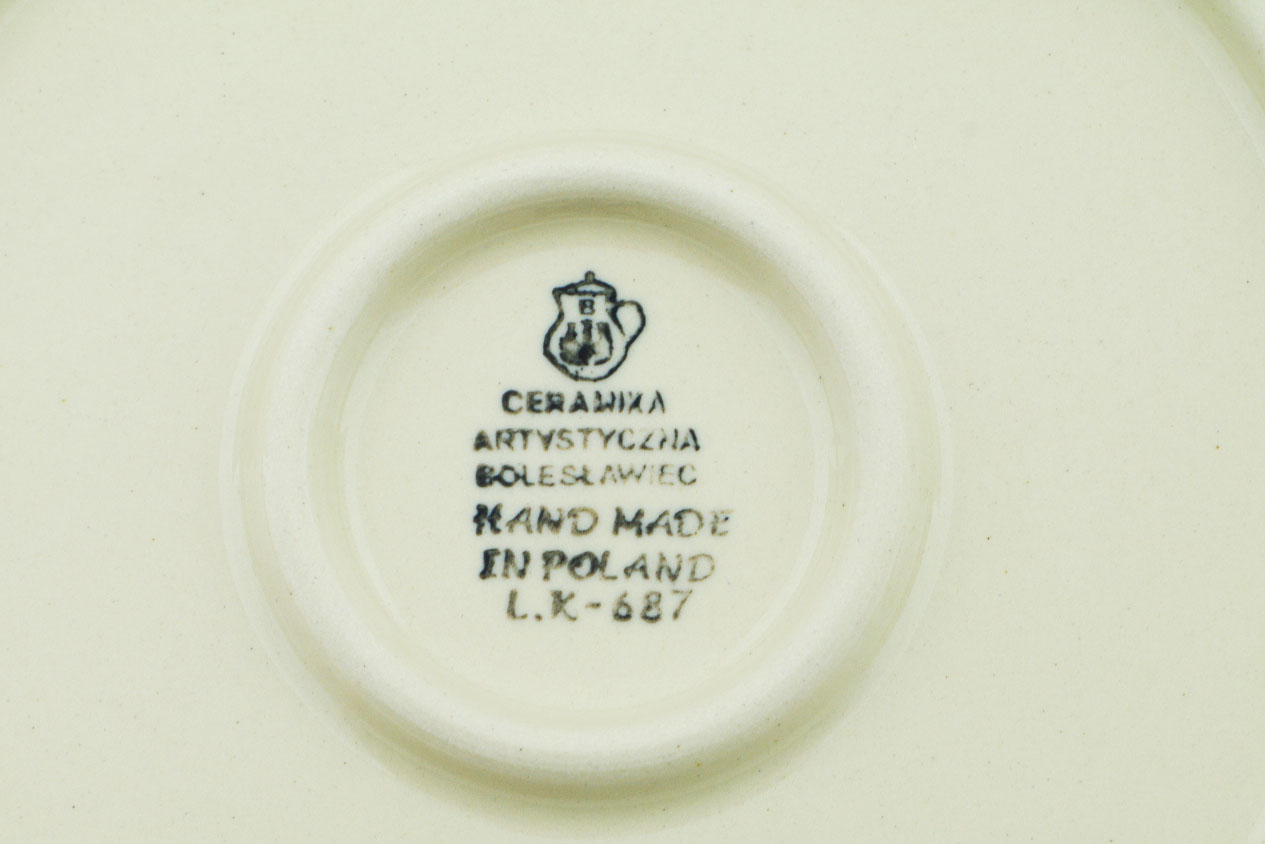 B
CERAMIKA
ARTYSTYCZNA
BOLESŁAWIEC
HAND MADE
IN POLAND
L.K-687